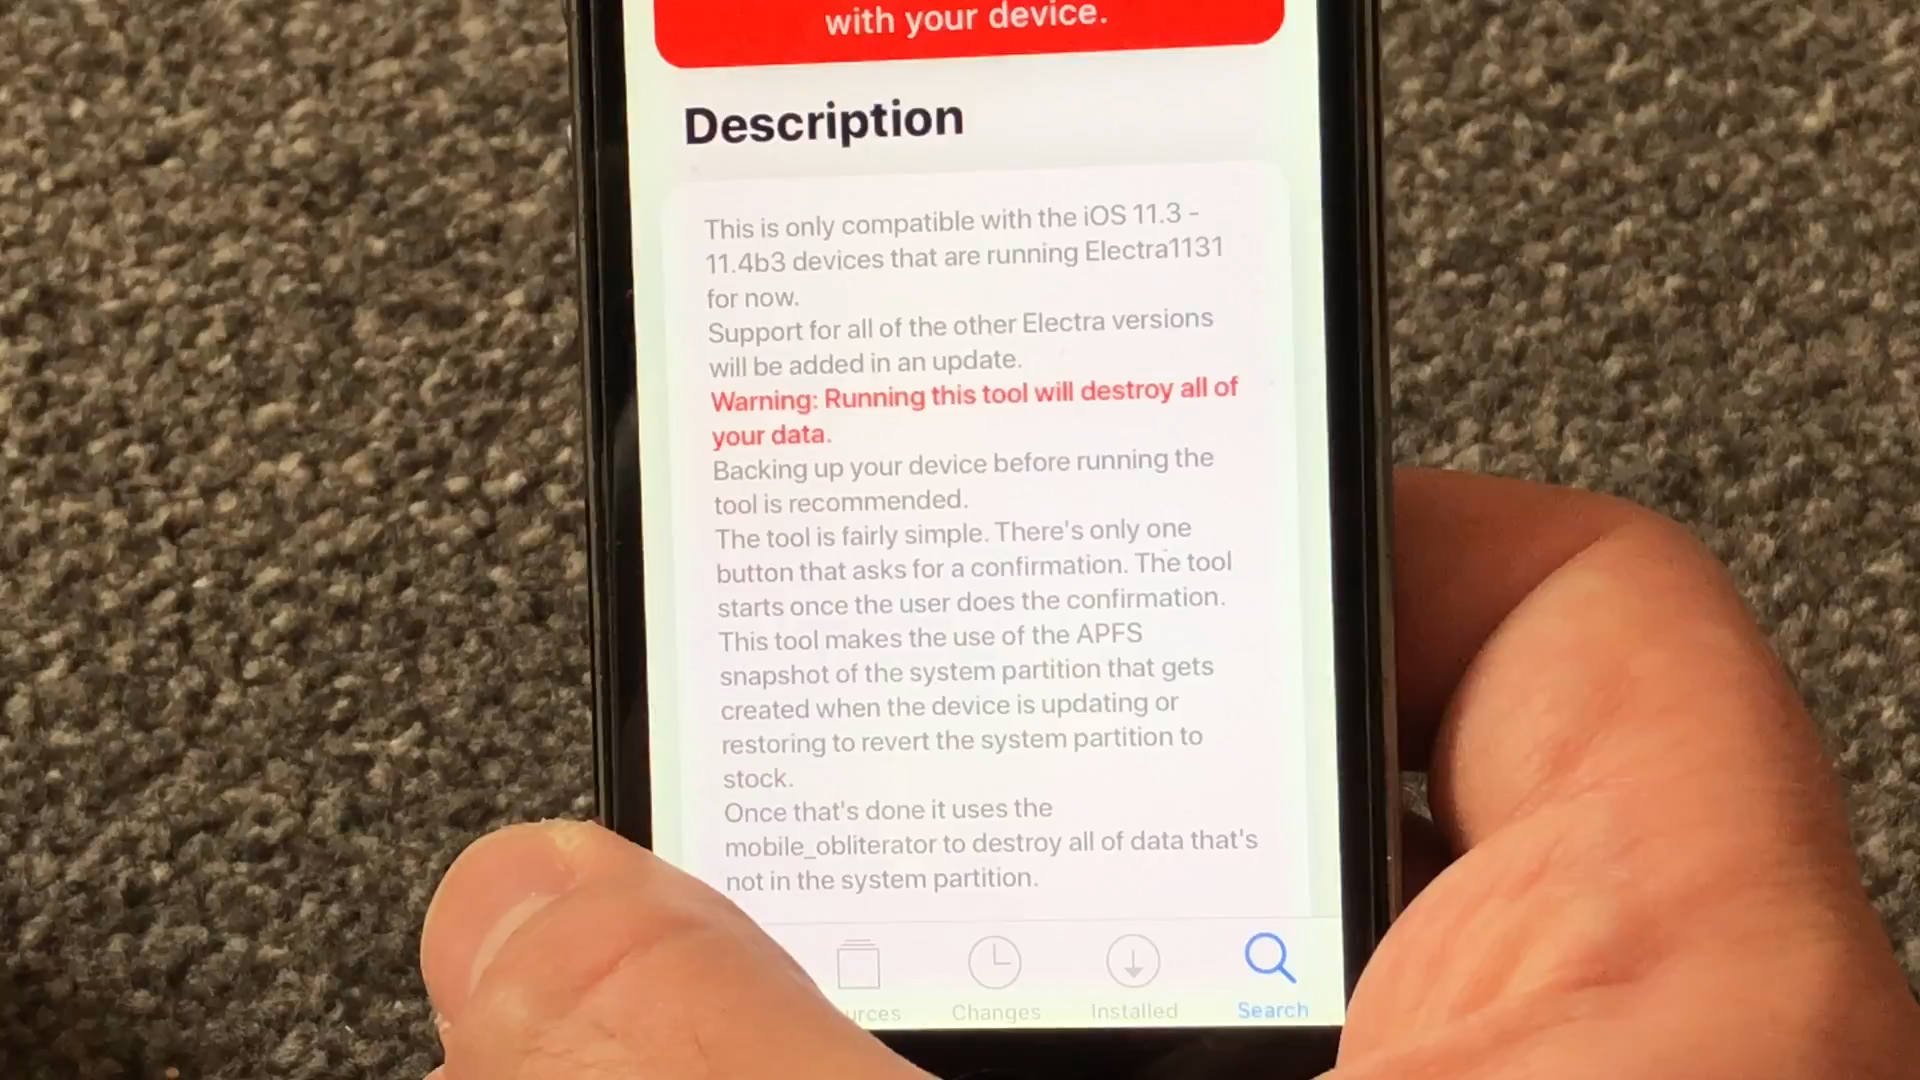 with your device.
Description
This is only compatible with the iOS 11.3 -
11.4b3 devices that are running Electra1131
for now.
Support for all of the other Electra versions
will be added in an update.
Warning: Running this tool will destroy all of
your data.
Backing up your device before running the
tool is recommended.
The tool is fairly simple. There's only one
button that asks for a confirmation. The tool
starts once the user does the confirmation.
This tool makes the use of the APFS
snapshot of the system partition that gets
created when the device is updating or
restoring to revert the system partition to
stock.
Once that's done it uses the
mobile_obliterator to destroy all of data that's
not in the system partition.
urces Changes Installed Search